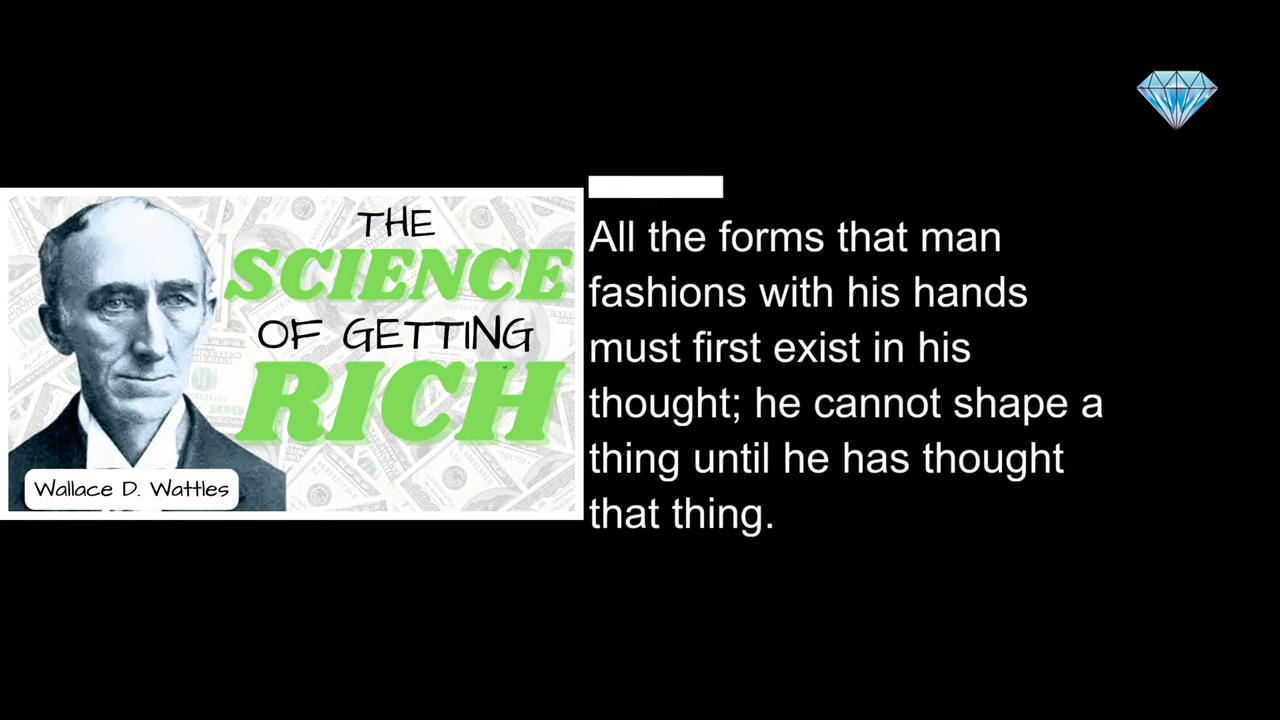 THE
SCIENCE
OF GETTING
RICH
Wallace D. Wattles
All the forms that man
fashions with his hands
must first exist in his
thought; he cannot shape a
thing until he has thought
that thing.